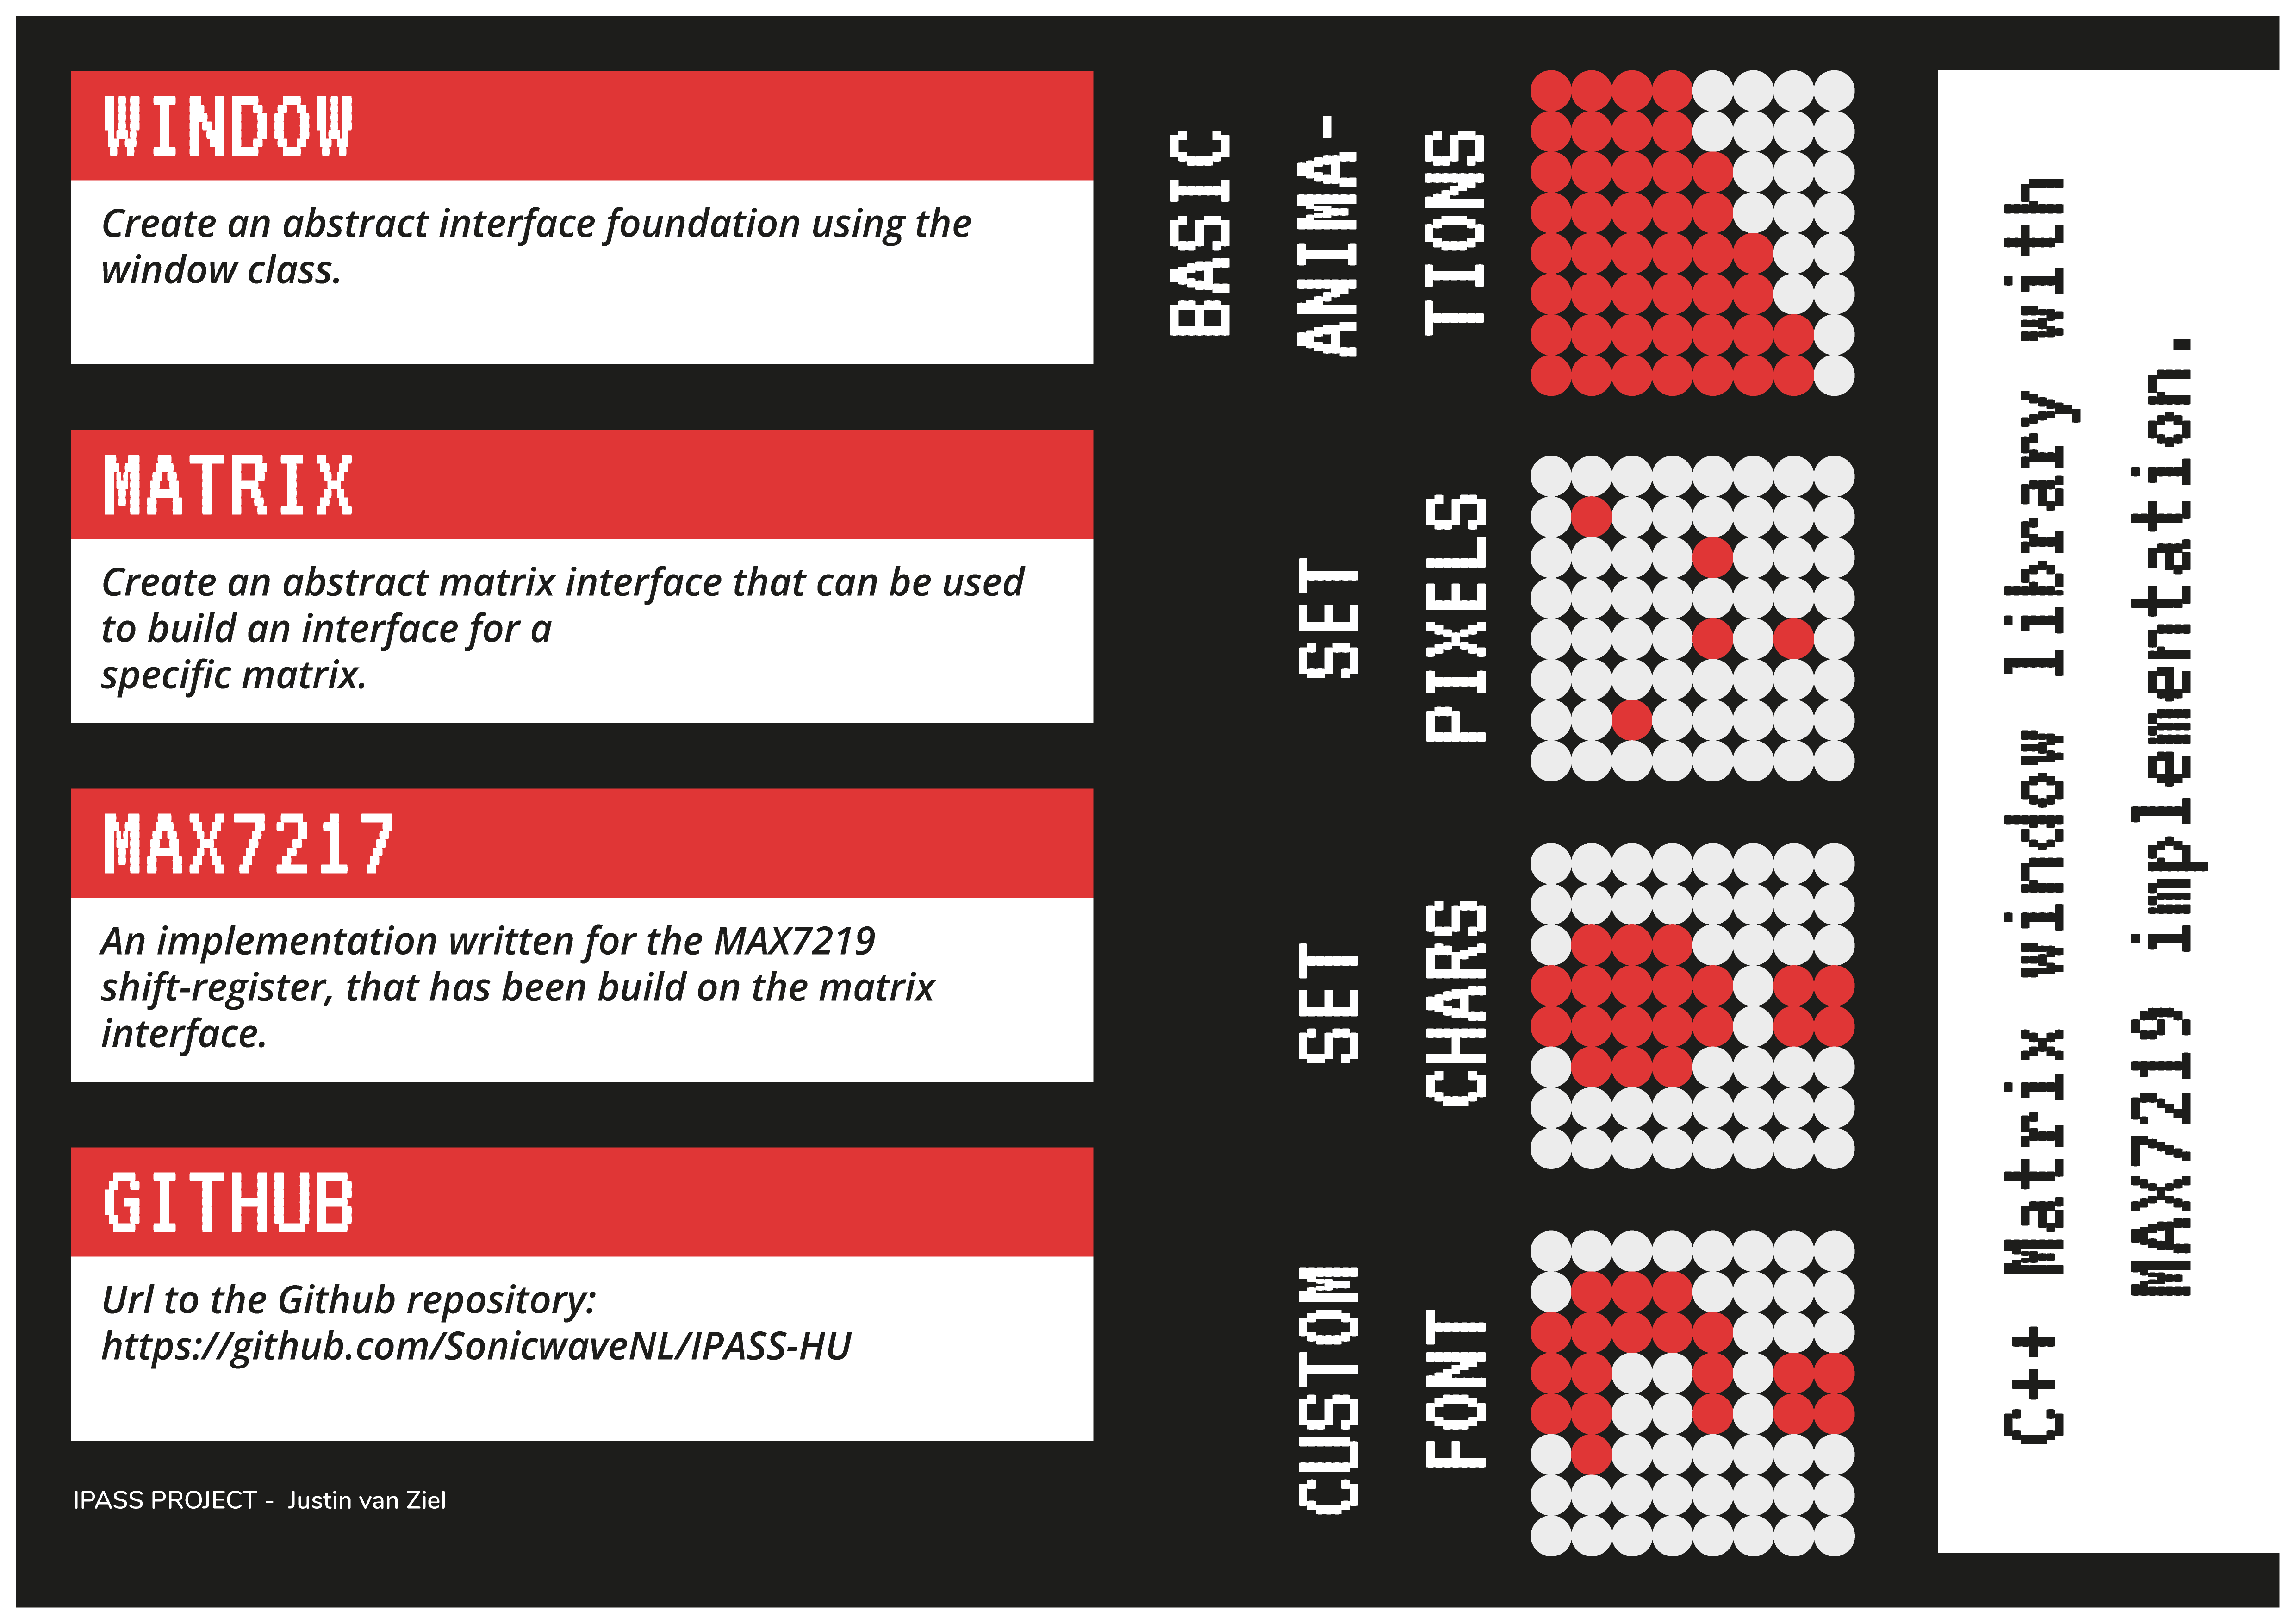 WINDOW
Create an abstract interface foundation using the
window class.
MATRIX
Create an abstract matrix interface that can be used
to build an interface for a
specific matrix.
MAX7217
An implementation written for the MAX7219
shift-register, that has been build on the matrix
interface.
GITHUB
Url to the Github repository:
https://github.com/SonicwaveNL/IPASS-HU
IPASS PROJECT - Justin van Ziel
BASIC
ANIMA-
TIONS
SET
PIXELS
SET
CHARS
CUSTOM
FONT
C++ Matrix window library with
MAX7219 implementation.